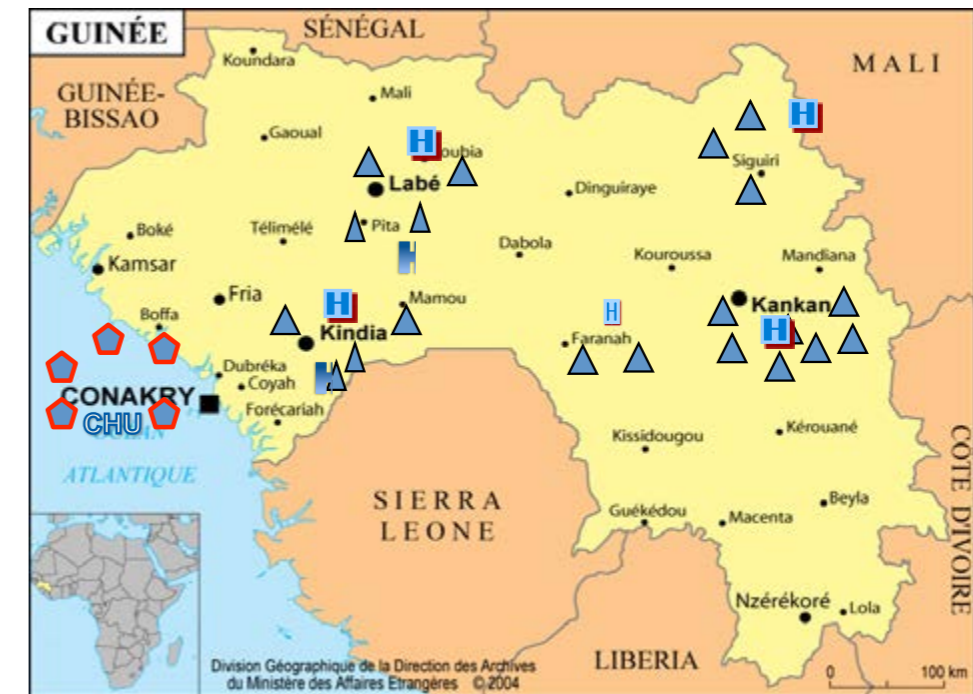 GUINÉE
SÉNÉGAL
MALI
GUINÉE-
BISSAO
Koundara
Mali
Gaoual
H
oubia
Labé
H
Siguiri
Dinguiraye
Boké
Télimélé
Pita
Dabola
Kouroussa
Mandiana
Kamsar
H
Fria
H
Mamou
H
Kankan
Boffa
Kindia
H
Faranah
Dubréka
H
Coyah
CONAKRY
CHU
Forécariah
ATLANTIQUE
Kissidougou
Kérouané
SIERRA
LEONE
Guékédou
Macenta
Beyla
CÔTE D'IVOIRE
Nzérékoré
Lola
LIBERIA
Division Géographique de la Direction des Archives
du Ministère des Affaires Etrangères © 2004
0 100 km